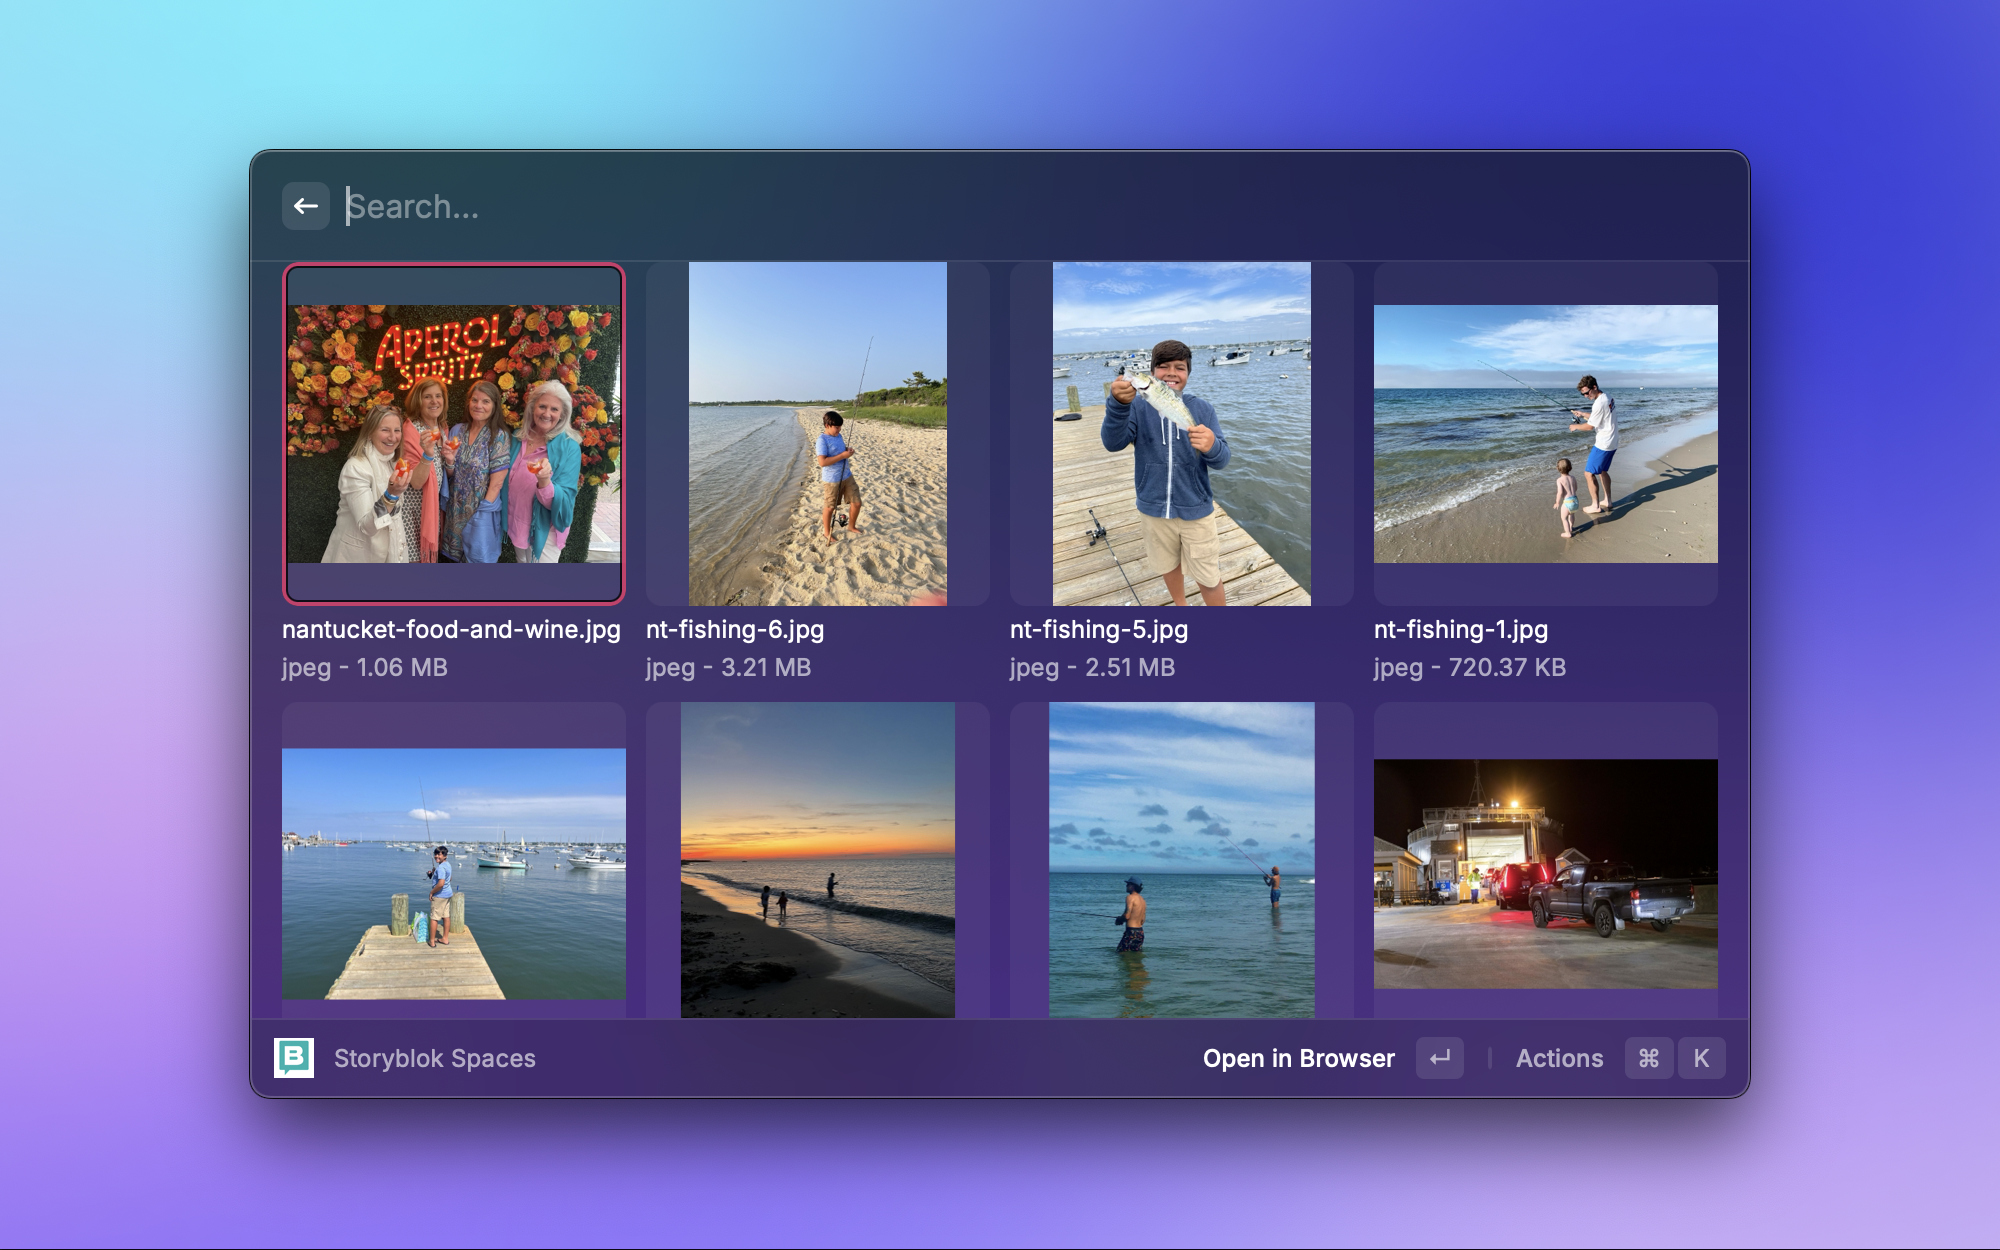 Search...
APEROL
SPRITZ
nantucket-food-and-wine.jpg
jpeg - 1.06 MB
nt-fishing-6.jpg
jpeg - 3.21 MB
nt-fishing-5.jpg
jpeg - 2.51 MB
nt-fishing-1.jpg
jpeg - 720.37 KB
B Storyblok Spaces
Open in Browser ↵ Actions ⌘ K